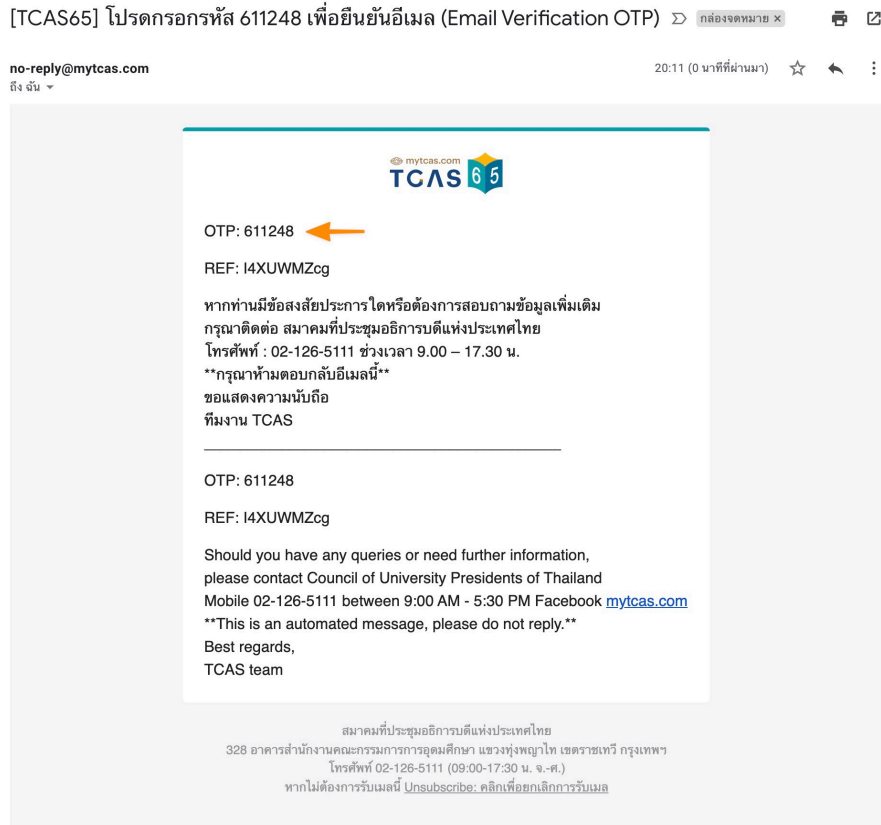 [TCAS65] โปรดกรอกรหัส 611248 เพื่อยืนยันอีเมล (Email Verification OTP) กล่องจดหมาย ×
no-reply@mytcas.com 20:11 (0 นาทีที่ผ่านมา)
ถึง ฉัน
mytcas.com
TCAS 65
OTP: 611248
REF: I4XUWMZcg
หากท่านมีข้อสงสัยประการใดหรือต้องการสอบถามข้อมูลเพิ่มเติม
กรุณาติดต่อ สมาคมที่ประชุมอธิการบดีแห่งประเทศไทย
โทรศัพท์ : 02-126-5111 ช่วงเวลา 9.00 – 17.30 น.
**กรุณาห้ามตอบกลับอีเมลนี้**
ขอแสดงความนับถือ
ทีมงาน TCAS
OTP: 611248
REF: I4XUWMZcg
Should you have any queries or need further information,
please contact Council of University Presidents of Thailand
Mobile 02-126-5111 between 9:00 AM - 5:30 PM Facebook mytcas.com
**This is an automated message, please do not reply.**
Best regards,
TCAS team
สมาคมที่ประชุมอธิการบดีแห่งประเทศไทย
328 อาคารสำนักงานคณะกรรมการการอุดมศึกษา แขวงทุ่งพญาไท เขตราชเทวี กรุงเทพฯ
โทรศัพท์ 02-126-5111 (09:00-17:30 น. จ.-ศ.)
หากไม่ต้องการรับเมลนี้ Unsubscribe: คลิกเพื่อยกเลิกการรับเมล